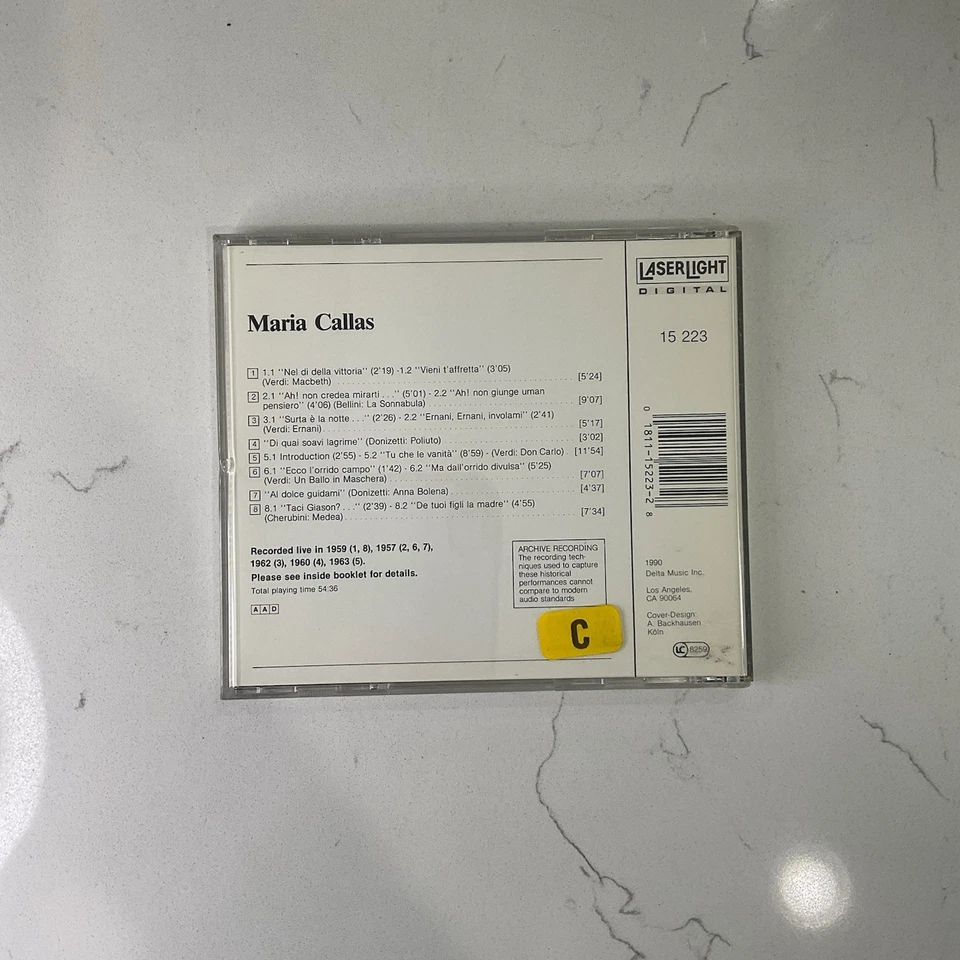 LASERLIGHT
DIGITAL
15 223
Maria Callas
1 1.1 ''Nel di della vittoria'' (2'19) -1.2 ''Vieni t'affretta'' (3'05)
(Verdi: Macbeth) [5'24]
2 2.1 ''Ah! non credea mirarti . . .'' (5'01) - 2.2 ''Ah! non giunge uman
pensiero'' (4'06) (Bellini: La Sonnabula) [9'07]
3 3.1 ''Surta è la notte . . .'' (2'26) - 2.2 ''Ernani, Ernani, involami'' (2'41)
(Verdi: Ernani) [5'17]
4 ''Di quai soavi lagrime'' (Donizetti: Poliuto) [3'02]
5 5.1 Introduction (2'55) - 5.2 ''Tu che le vanità'' (8'59) - (Verdi: Don Carlo) [11'54]
6 6.1 ''Ecco l'orrido campo'' (1'42) - 6.2 ''Ma dall'orrido divulsa'' (5'25)
(Verdi: Un Ballo in Maschera) [7'07]
7 ''Al dolce guidami'' (Donizetti: Anna Bolena) [4'37]
8 8.1 ''Taci Giason? . . .'' (2'39) - 8.2 ''De tuoi figli la madre'' (4'55)
(Cherubini: Medea) [7'34]
Recorded live in 1959 (1, 8), 1957 (2, 6, 7),
1962 (3), 1960 (4), 1963 (5).
Please see inside booklet for details.
Total playing time 54:36
AAD
ARCHIVE RECORDING
The recording tech-
niques used to capture
these historical
performances cannot
compare to modern
audio standards
C
0 1811-15223-2 8
1990
Delta Music Inc.
Los Angeles,
CA 90064
Cover-Design:
A. Backhausen
Köln
LC 8259